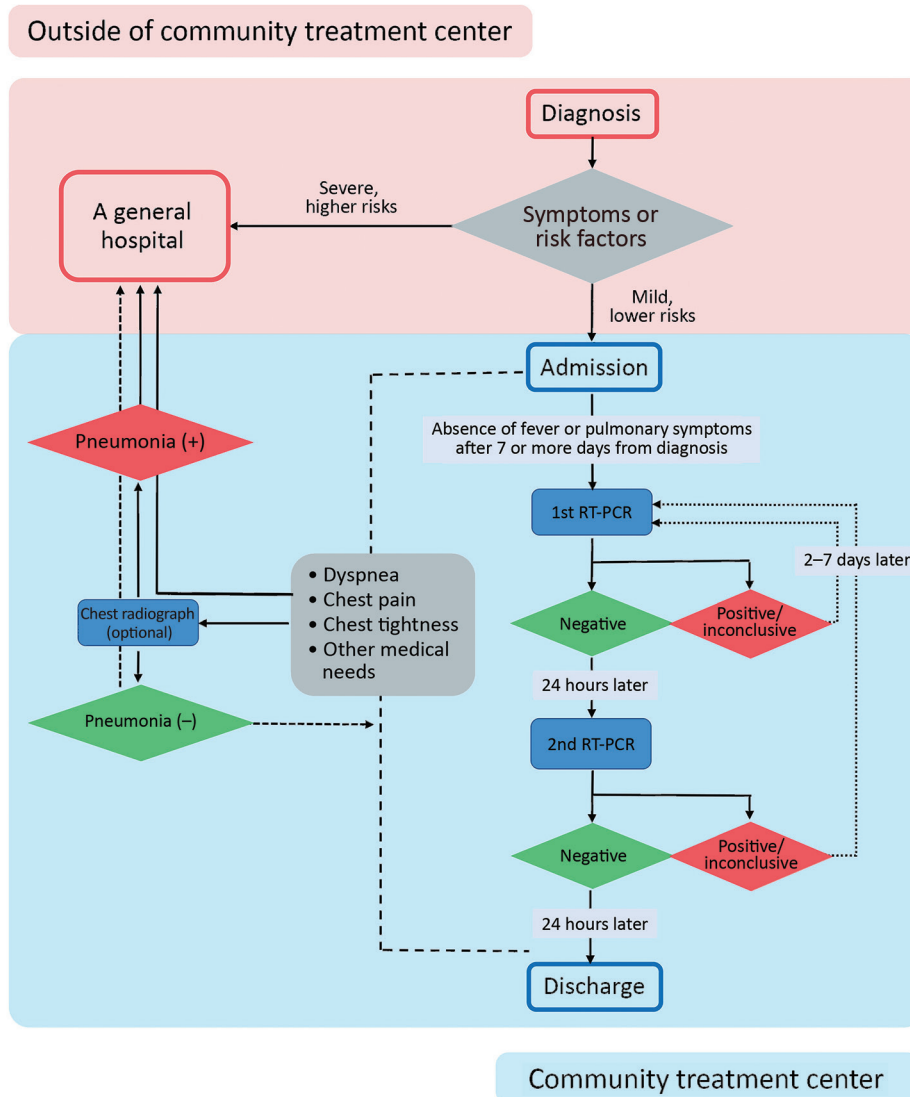 Outside of community treatment center
Diagnosis
Symptoms or
risk factors
Severe,
higher risks
A general
hospital
Mild,
lower risks
Admission
Absence of fever or pulmonary symptoms
after 7 or more days from diagnosis
Pneumonia (+)
1st RT-PCR
2–7 days later
• Dyspnea
• Chest pain
• Chest tightness
• Other medical
needs
Chest radiograph
(optional)
Negative
Positive/
inconclusive
24 hours later
Pneumonia (–)
2nd RT-PCR
Negative
Positive/
inconclusive
24 hours later
Discharge
Community treatment center